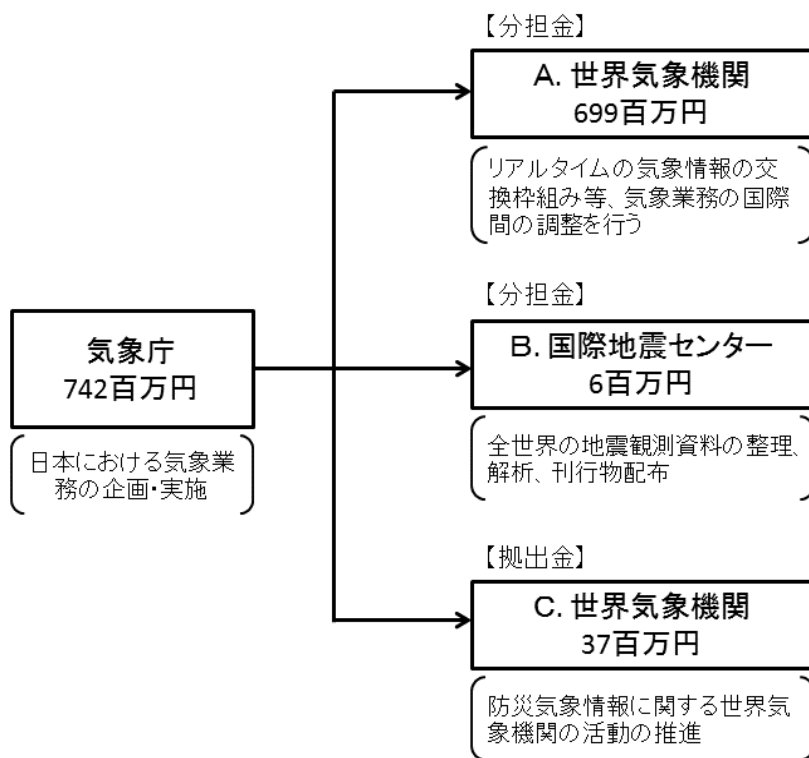 【分担金】
A. 世界気象機関
699百万円
リアルタイムの気象情報の交
換枠組み等、気象業務の国際
間の調整を行う
【分担金】
気象庁
742百万円
日本における気象業
務の企画・実施
B. 国際地震センター
6百万円
全世界の地震観測資料の整理、
解析、刊行物配布
【拠出金】
C. 世界気象機関
37百万円
防災気象情報に関する世界気
象機関の活動の推進